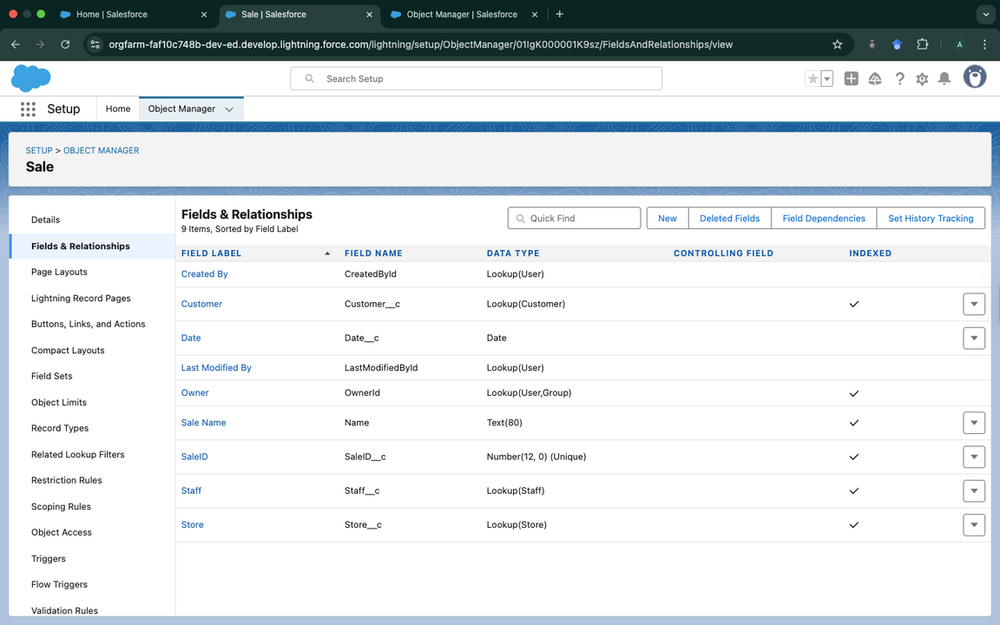 Home | Salesforce
Sale | Salesforce
Object Manager | Salesforce
orgfarm-faf10c748b-dev-ed.develop.lightning.force.com/lightning/setup/ObjectManager/01IgK000001K9sz/FieldsAndRelationships/view
A
Search Setup
Setup
Home
Object Manager
SETUP > OBJECT MANAGER
Sale
Details
Fields & Relationships
Page Layouts
Lightning Record Pages
Buttons, Links, and Actions
Compact Layouts
Field Sets
Object Limits
Record Types
Related Lookup Filters
Restriction Rules
Scoping Rules
Object Access
Triggers
Flow Triggers
Validation Rules
Fields & Relationships
9 Items, Sorted by Field Label
Quick Find
New
Deleted Fields
Field Dependencies
Set History Tracking
FIELD LABEL FIELD NAME DATA TYPE CONTROLLING FIELD INDEXED
Created By CreatedById Lookup(User)
Customer Customer__c Lookup(Customer)
Date Date__c Date
Last Modified By LastModifiedById Lookup(User)
Owner OwnerId Lookup(User,Group)
Sale Name Name Text(80)
SaleID SaleID__c Number(12, 0) (Unique)
Staff Staff__c Lookup(Staff)
Store Store__c Lookup(Store)